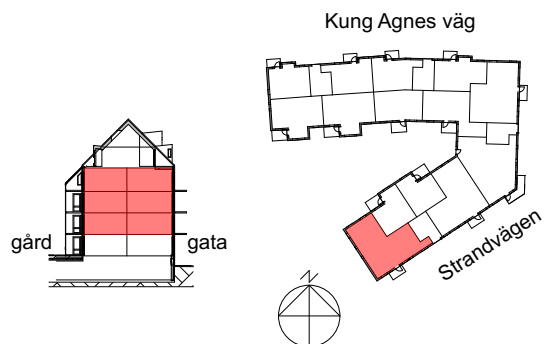 Kung Agnes väg
gård
gata
Strandvägen
N